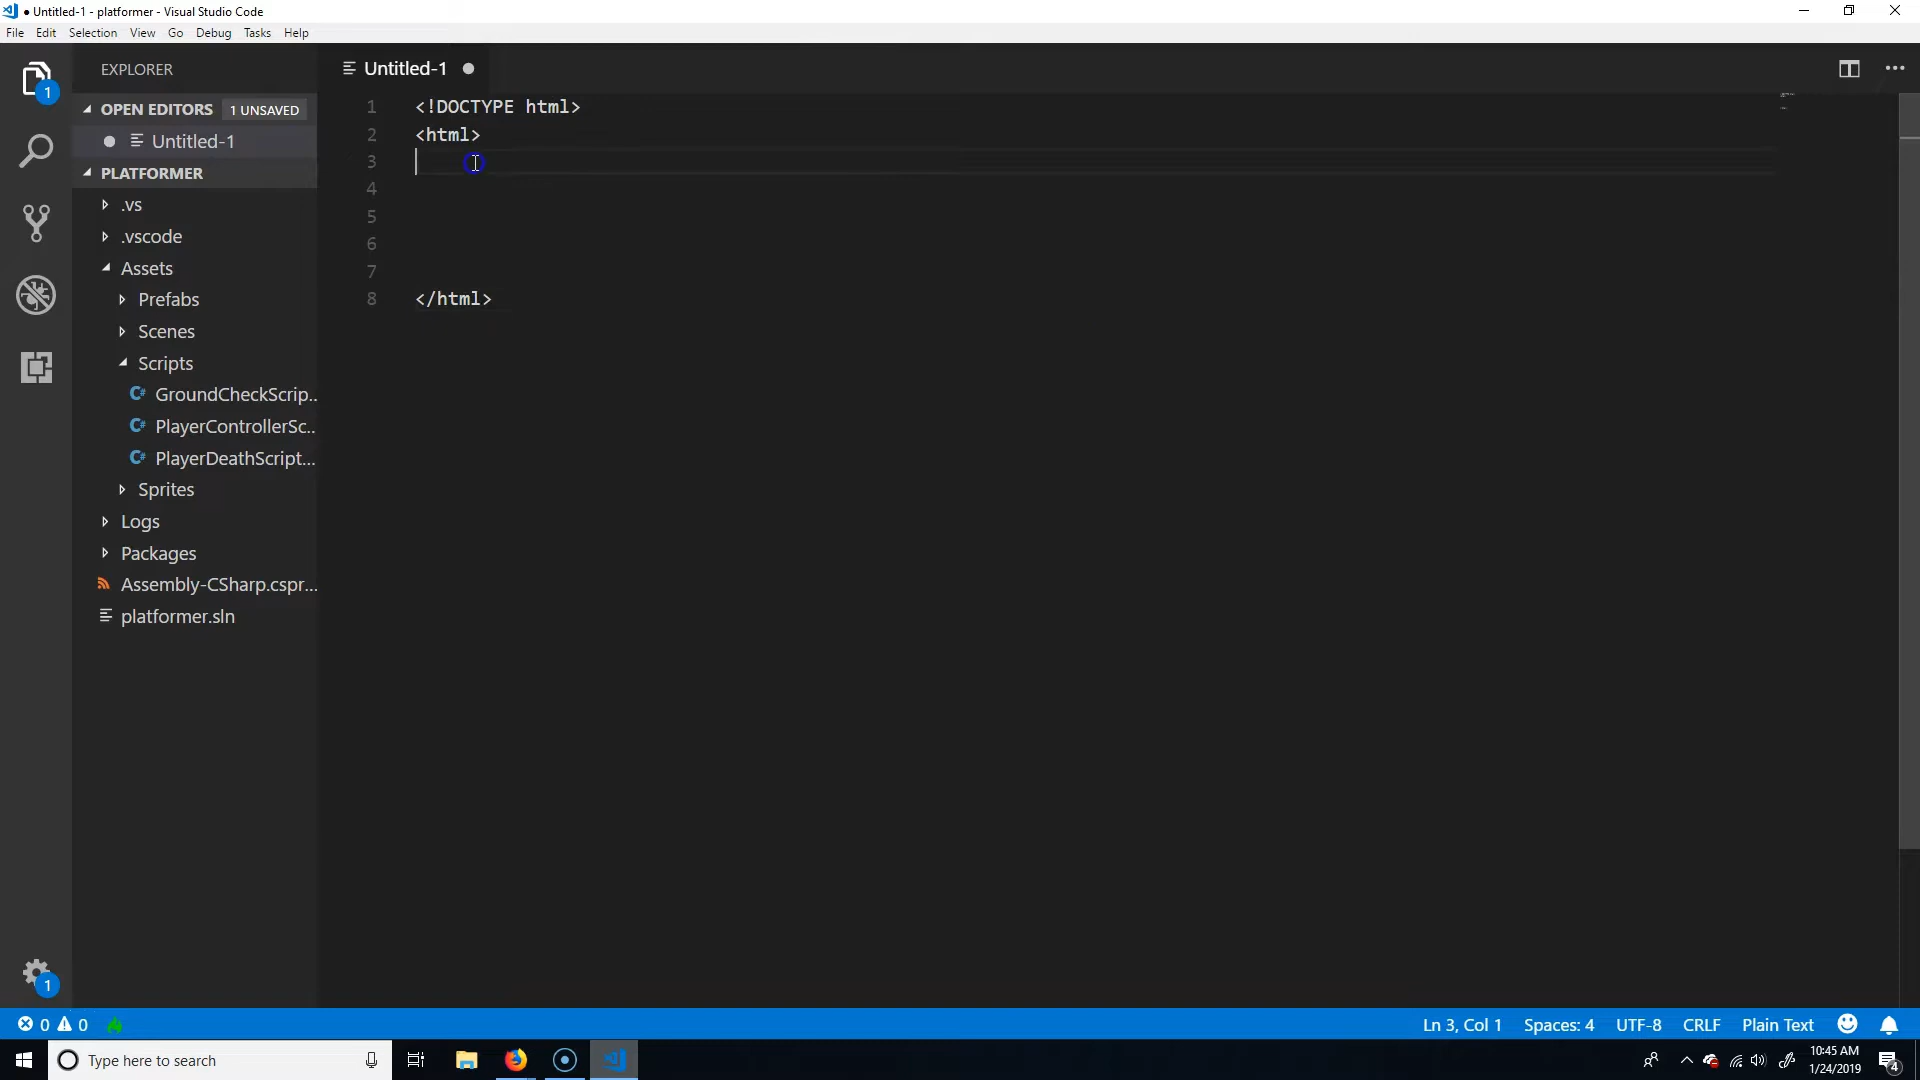 ● Untitled-1 - platformer - Visual Studio Code
File Edit Selection View Go Debug Tasks Help
1
EXPLORER
OPEN EDITORS 1 UNSAVED
Untitled-1
PLATFORMER
.vs
.vscode
Assets
Prefabs
Scenes
Scripts
C# GroundCheckScrip..
C# PlayerControllerSc..
C# PlayerDeathScript...
Sprites
Logs
Packages
Assembly-CSharp.cspr...
platformer.sln
1
Untitled-1
1 <!DOCTYPE html>
2 <html>
3
4
5
6
7
8 </html>
0 0
Ln 3, Col 1 Spaces: 4 UTF-8 CRLF Plain Text
Type here to search
10:45 AM
1/24/2019
4